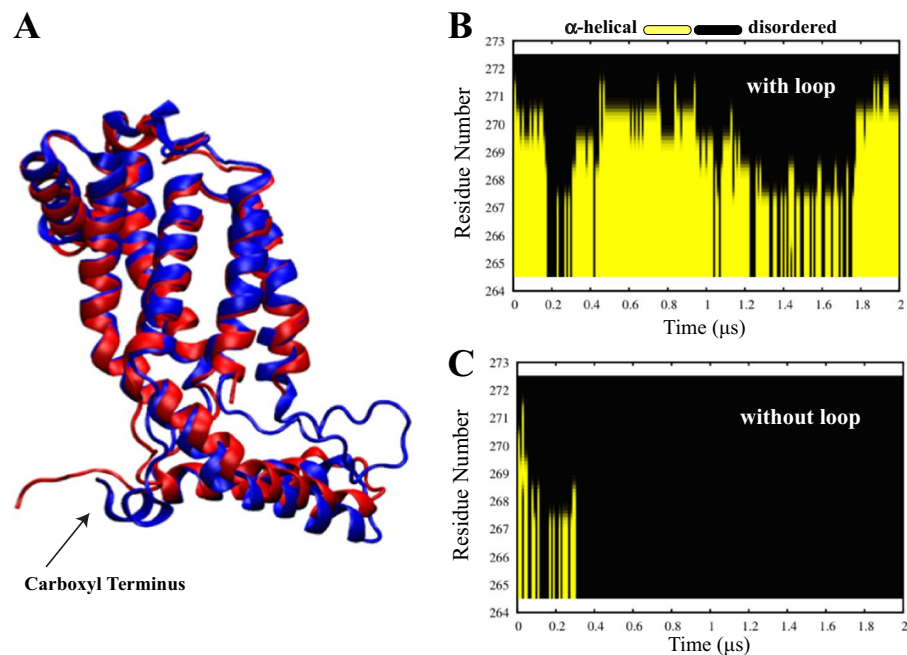 A
Carboxyl Terminus
B
α-helical disordered
273
272
271
270
269
268
267
266
265
264
Residue Number
with loop
0 0.2 0.4 0.6 0.8 1 1.2 1.4 1.6 1.8 2
Time (μs)
C
273
272
271
270
269
268
267
266
265
264
Residue Number
without loop
0 0.2 0.4 0.6 0.8 1 1.2 1.4 1.6 1.8 2
Time (μs)